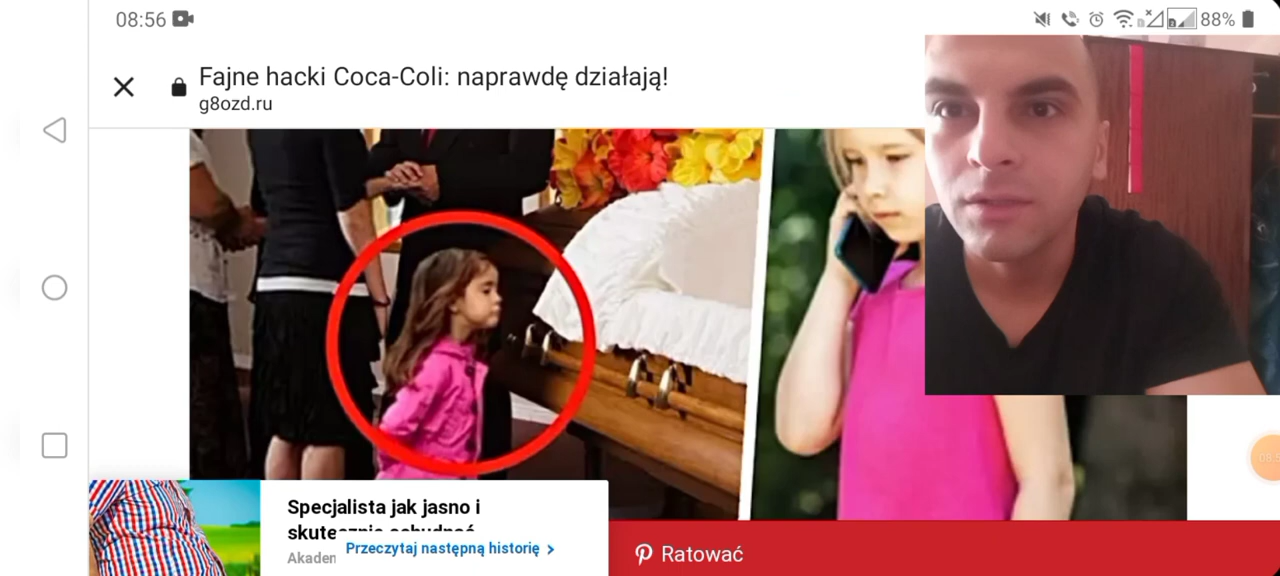 08:56
88%
Fajne hacki Coca-Coli: naprawdę działają!
g8ozd.ru
Specjalista jak jasno i
Przeczytaj następną historię
Ratować